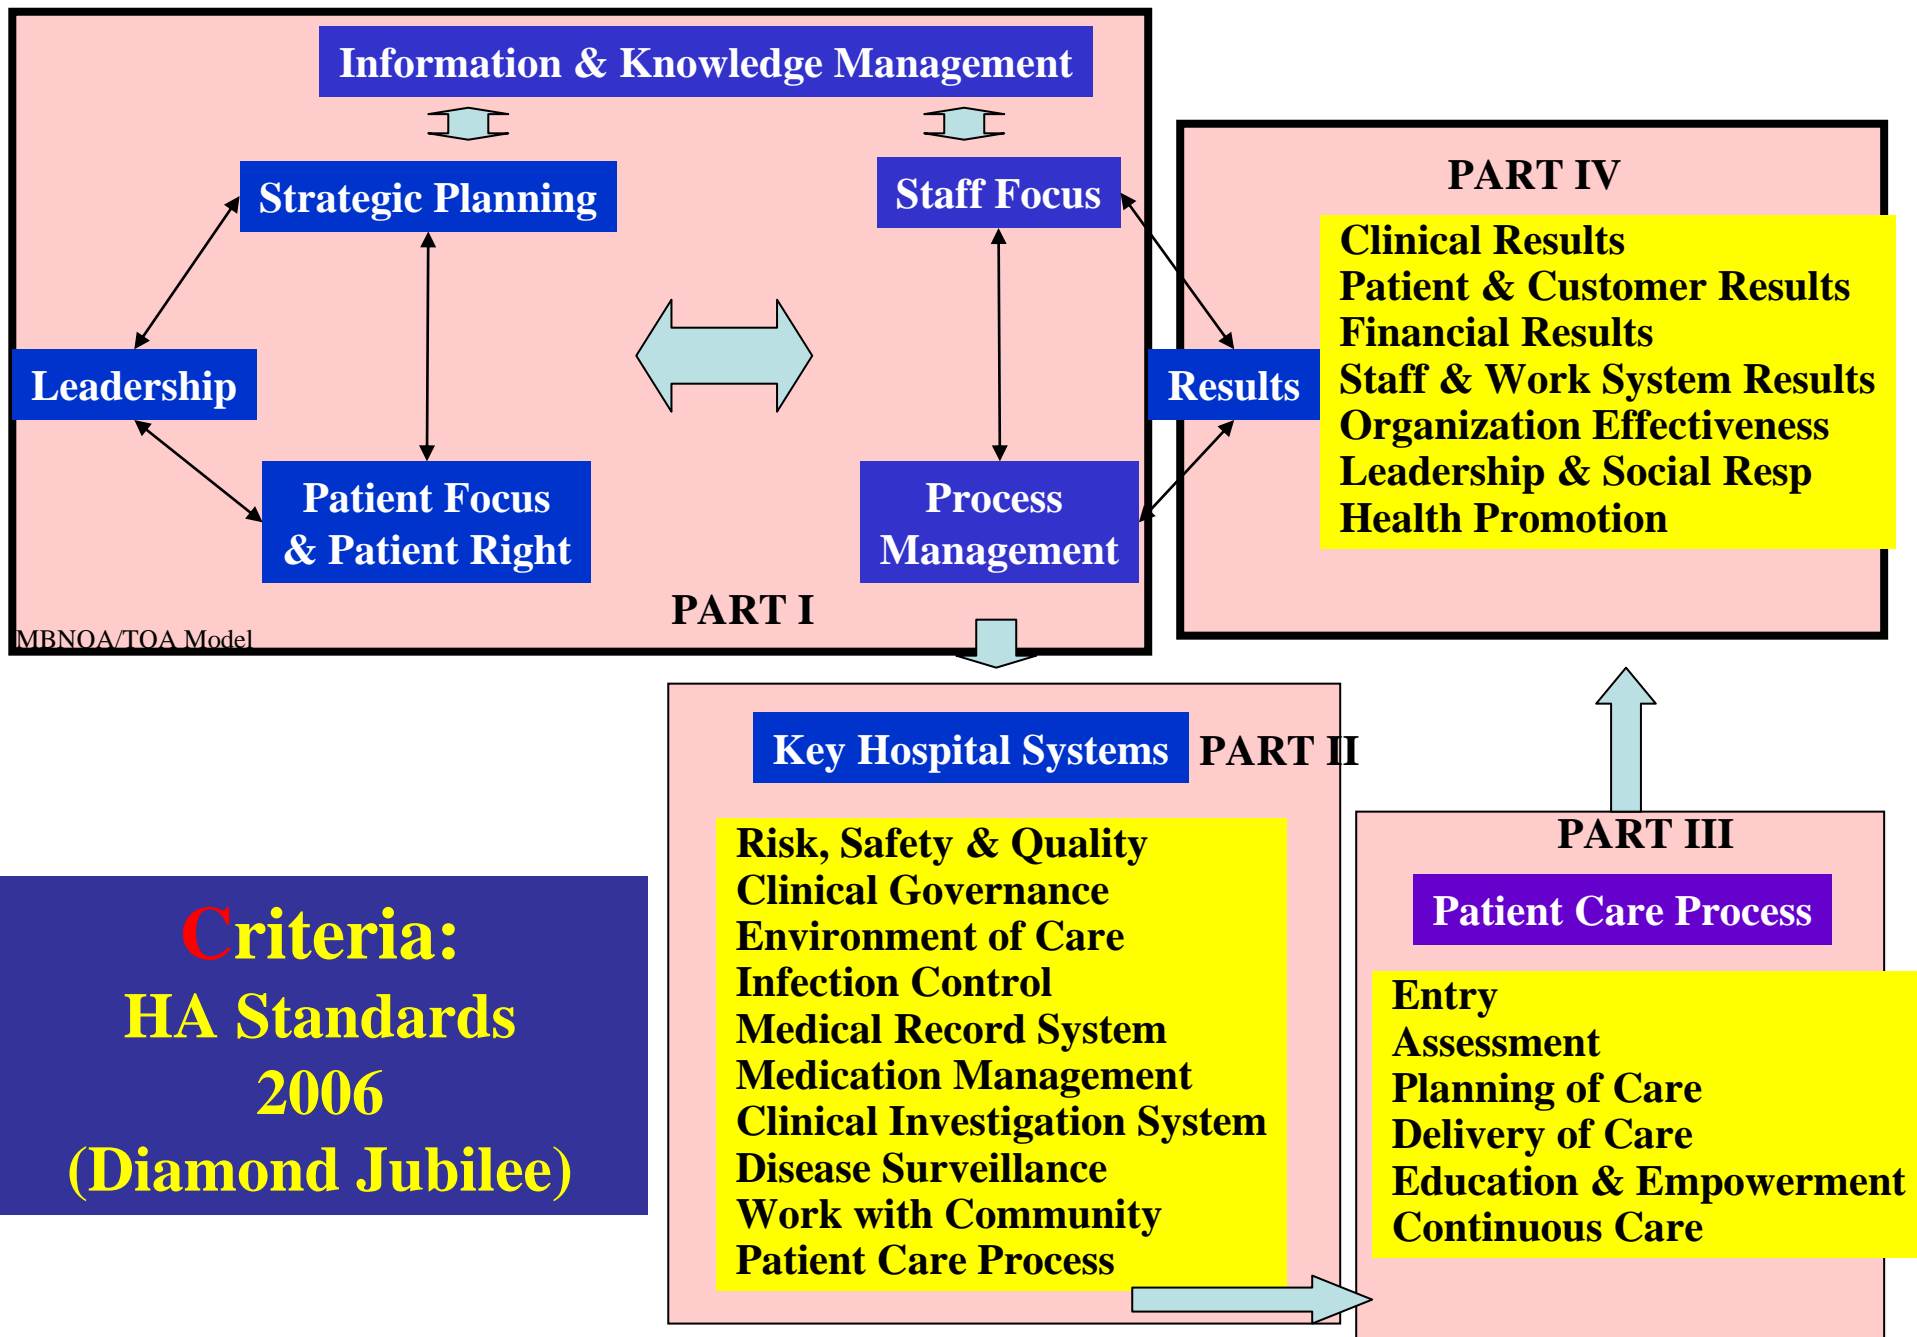 Information & Knowledge Management
Strategic Planning
Staff Focus
Leadership
Results
Patient Focus
& Patient Right
Process
Management
PART I
MBNOA/TOA Model
PART IV
Clinical Results
Patient & Customer Results
Financial Results
Staff & Work System Results
Organization Effectiveness
Leadership & Social Resp
Health Promotion
Key Hospital Systems
PART II
Risk, Safety & Quality
Clinical Governance
Environment of Care
Infection Control
Medical Record System
Medication Management
Clinical Investigation System
Disease Surveillance
Work with Community
Patient Care Process
PART III
Patient Care Process
Entry
Assessment
Planning of Care
Delivery of Care
Education & Empowerment
Continuous Care
Criteria:
HA Standards
2006
(Diamond Jubilee)